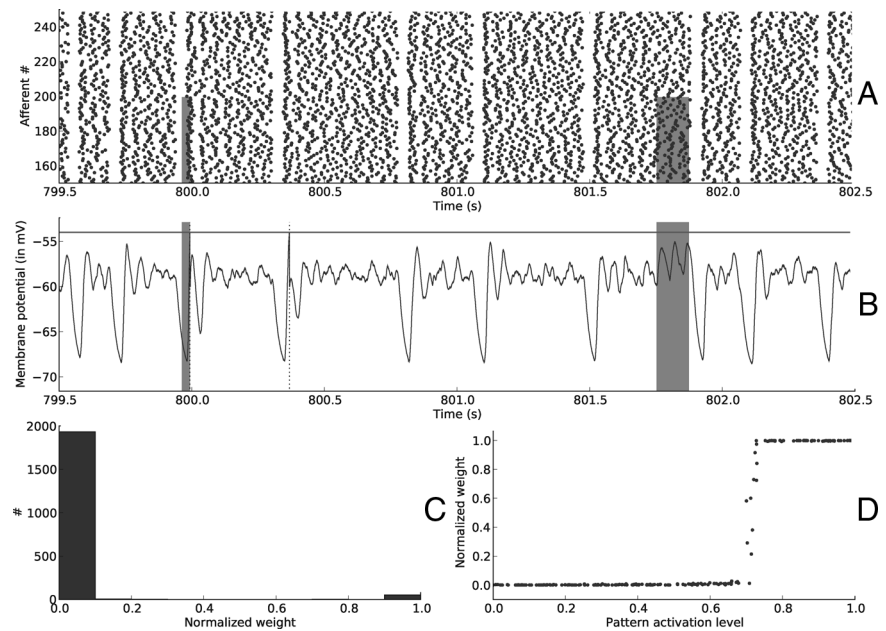 240
220
200
180
160
Afferent #
799.5 800.0 800.5 801.0 801.5 802.0 802.5
Time (s)
A
−55
−60
−65
−70
Membrane potential (in mV)
799.5 800.0 800.5 801.0 801.5 802.0 802.5
Time (s)
B
2000
1500
1000
500
0
#
0.0 0.2 0.4 0.6 0.8 1.0
Normalized weight
C
1.0
0.8
0.6
0.4
0.2
0.0
Normalized weight
0.0 0.2 0.4 0.6 0.8 1.0
Pattern activation level
D